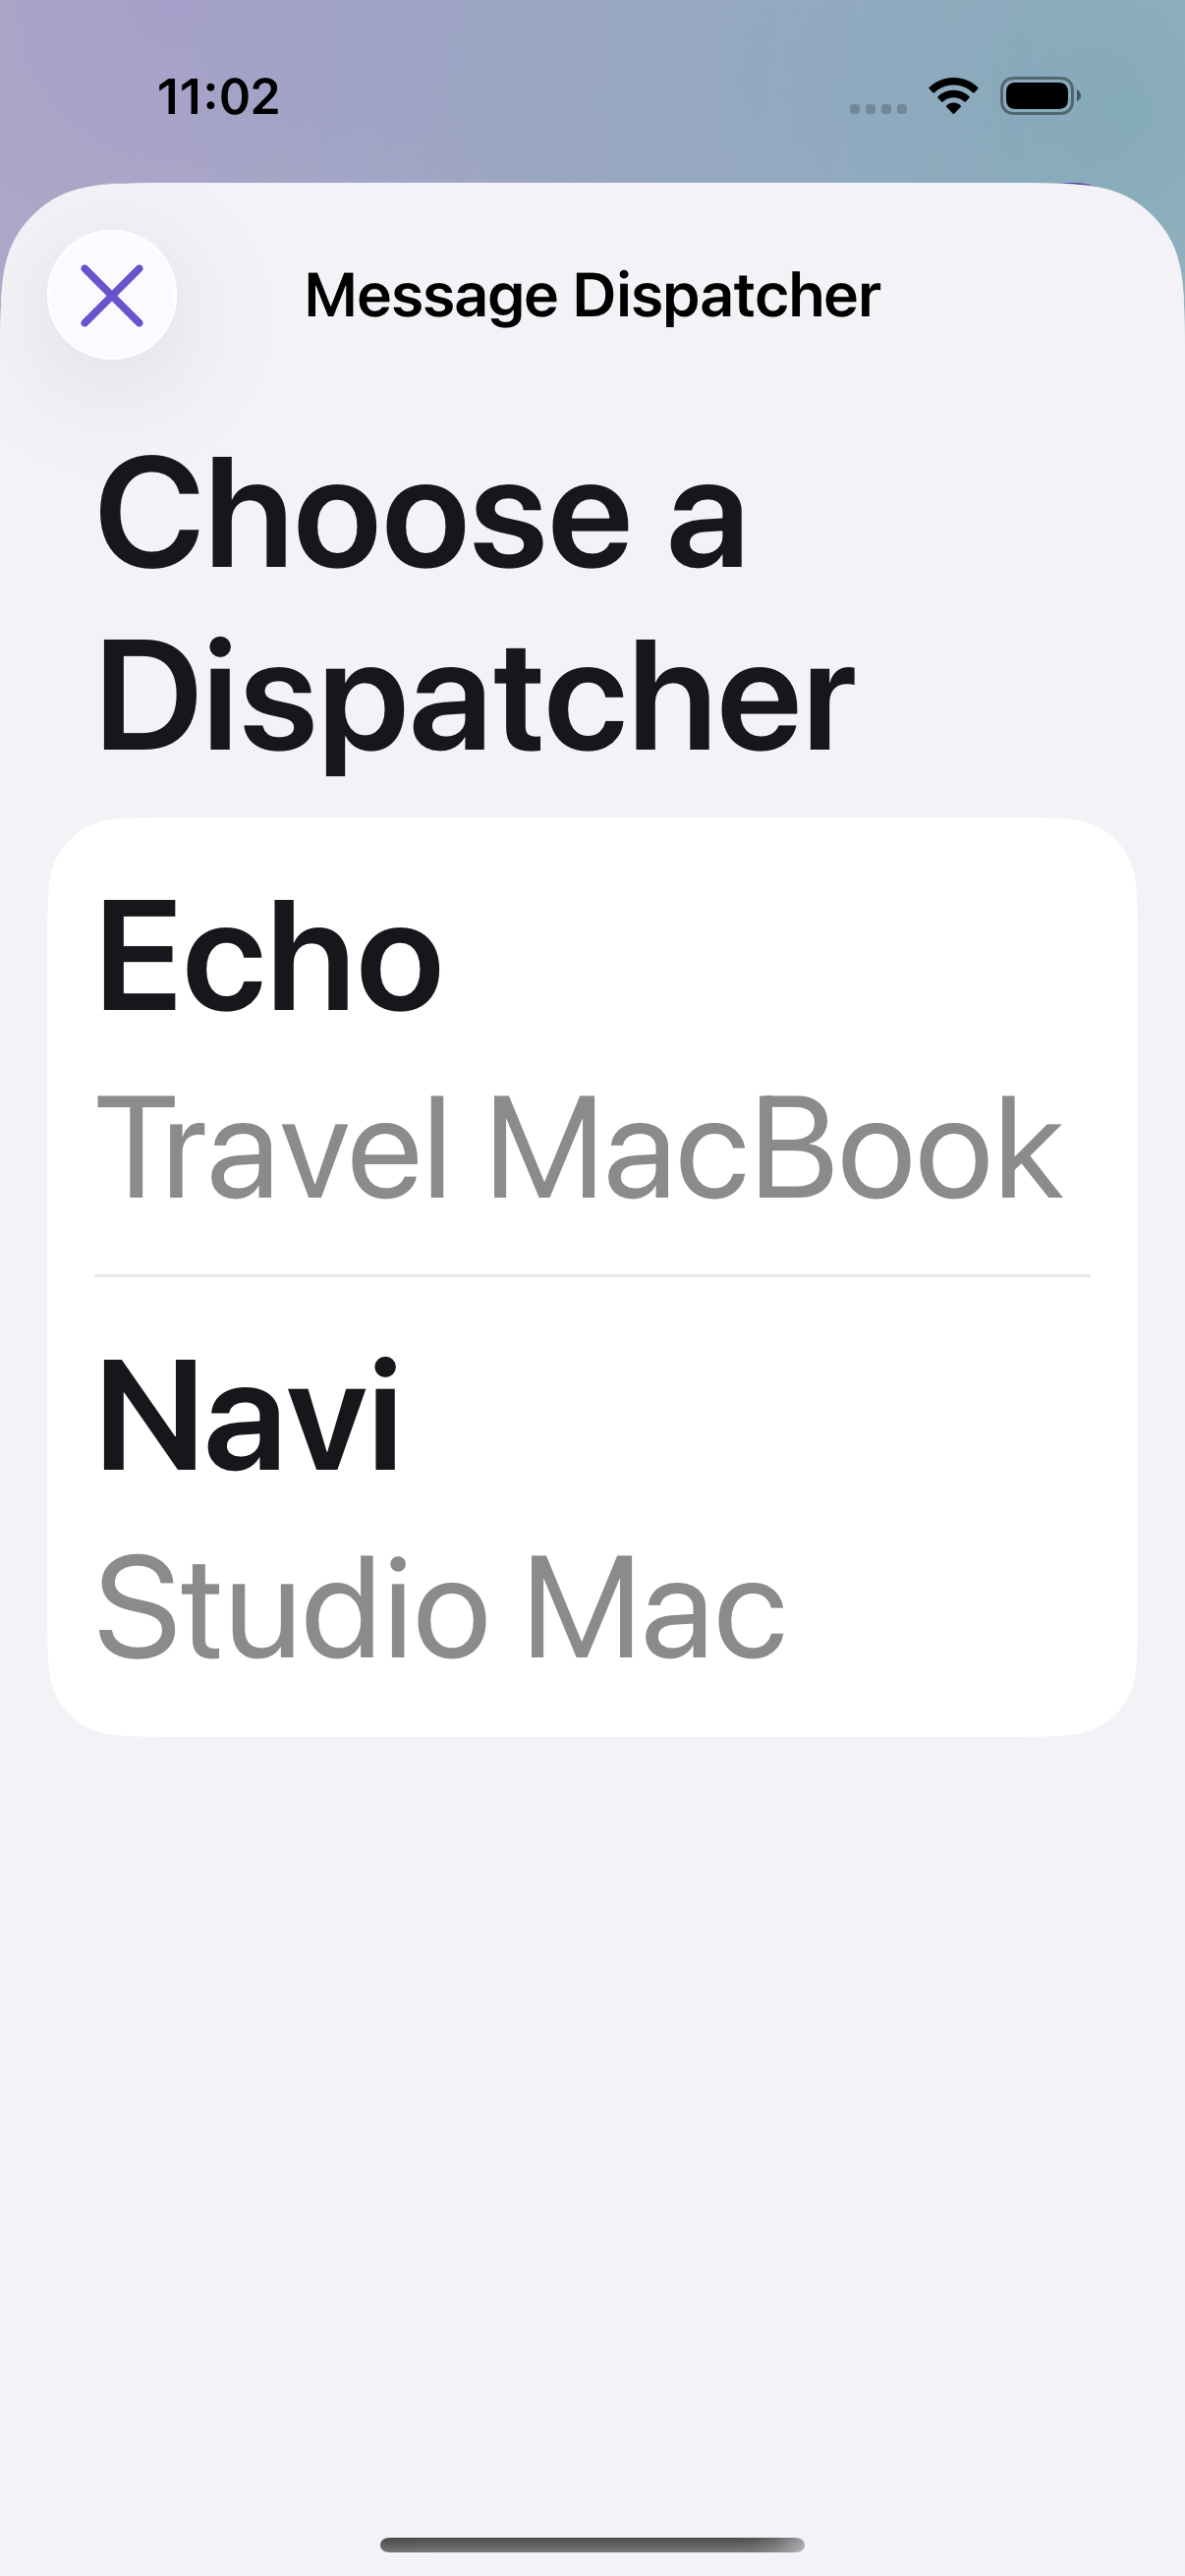 11:02
Message Dispatcher
Choose a
Dispatcher
Echo
Travel MacBook
Navi
Studio Mac